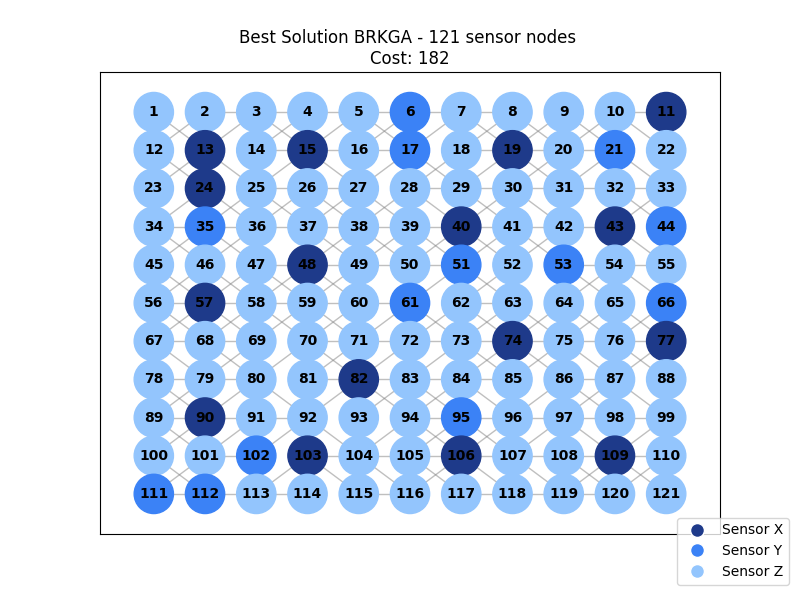 Best Solution BRKGA - 121 sensor nodes
Cost: 182
1 2 3 4 5 6 7 8 9 10 11
12 13 14 15 16 17 18 19 20 21 22
23 24 25 26 27 28 29 30 31 32 33
34 35 36 37 38 39 40 41 42 43 44
45 46 47 48 49 50 51 52 53 54 55
56 57 58 59 60 61 62 63 64 65 66
67 68 69 70 71 72 73 74 75 76 77
78 79 80 81 82 83 84 85 86 87 88
89 90 91 92 93 94 95 96 97 98 99
100 101 102 103 104 105 106 107 108 109 110
111 112 113 114 115 116 117 118 119 120 121
Sensor X
Sensor Y
Sensor Z